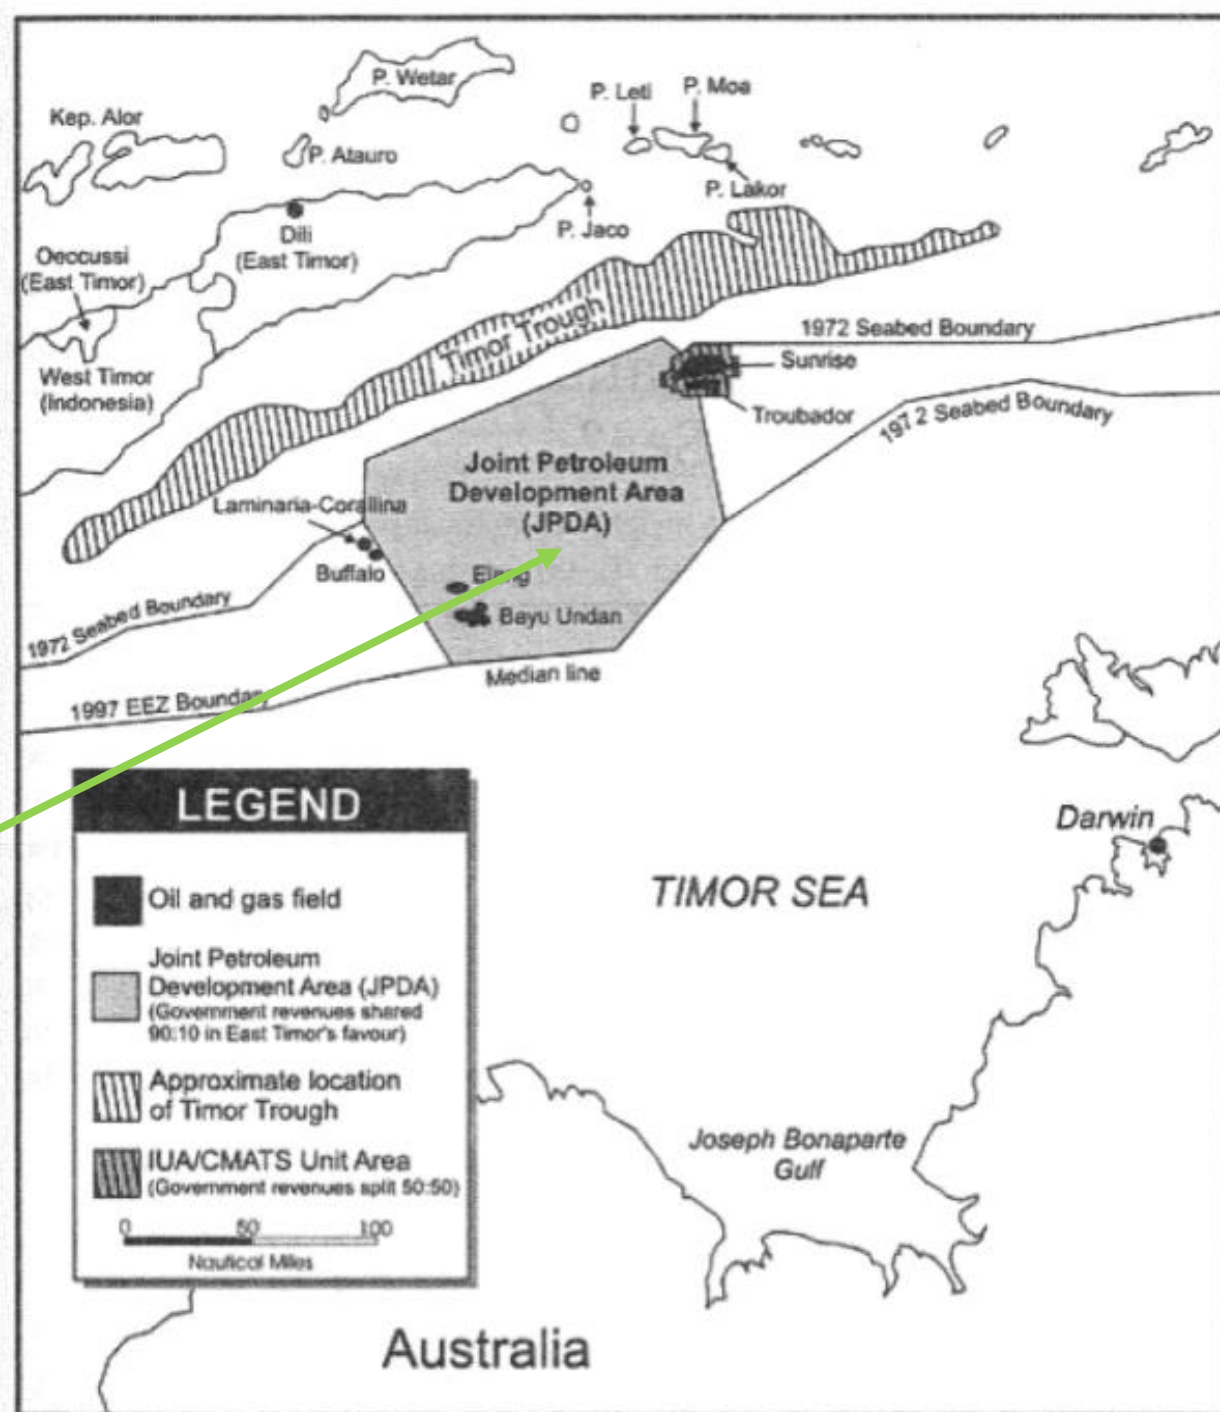 P. Wetar
P. Leti
P. Moa
Kep. Alor
P. Atauro
P. Lakor
P. Jaco
Dili
(East Timor)
Oeccussi
(East Timor)
Timor Trough
1972 Seabed Boundary
Sunrise
West Timor
(Indonesia)
Troubador
1972 Seabed Boundary
Joint Petroleum
Development Area
(JPDA)
Laminaria-Corallina
Buffalo
Elang
Bayu Undan
1972 Seabed Boundary
Median line
1997 EEZ Boundary
LEGEND
Oil and gas field
Joint Petroleum
Development Area (JPDA)
(Government revenues shared
90:10 in East Timor's favour)
Approximate location
of Timor Trough
IUA/CMATS Unit Area
(Government revenues split 50:50)
0 50 100
Nautical Miles
Darwin
TIMOR SEA
Joseph Bonaparte
Gulf
Australia